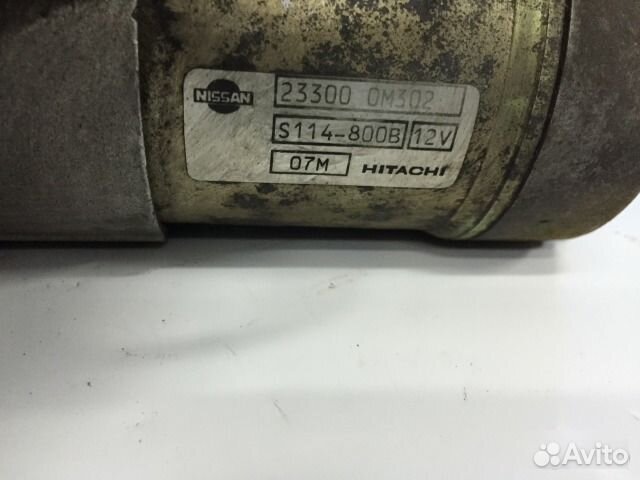 NISSAN 23300 0M302
S114-800B 12V
07M HITACHI
Avito